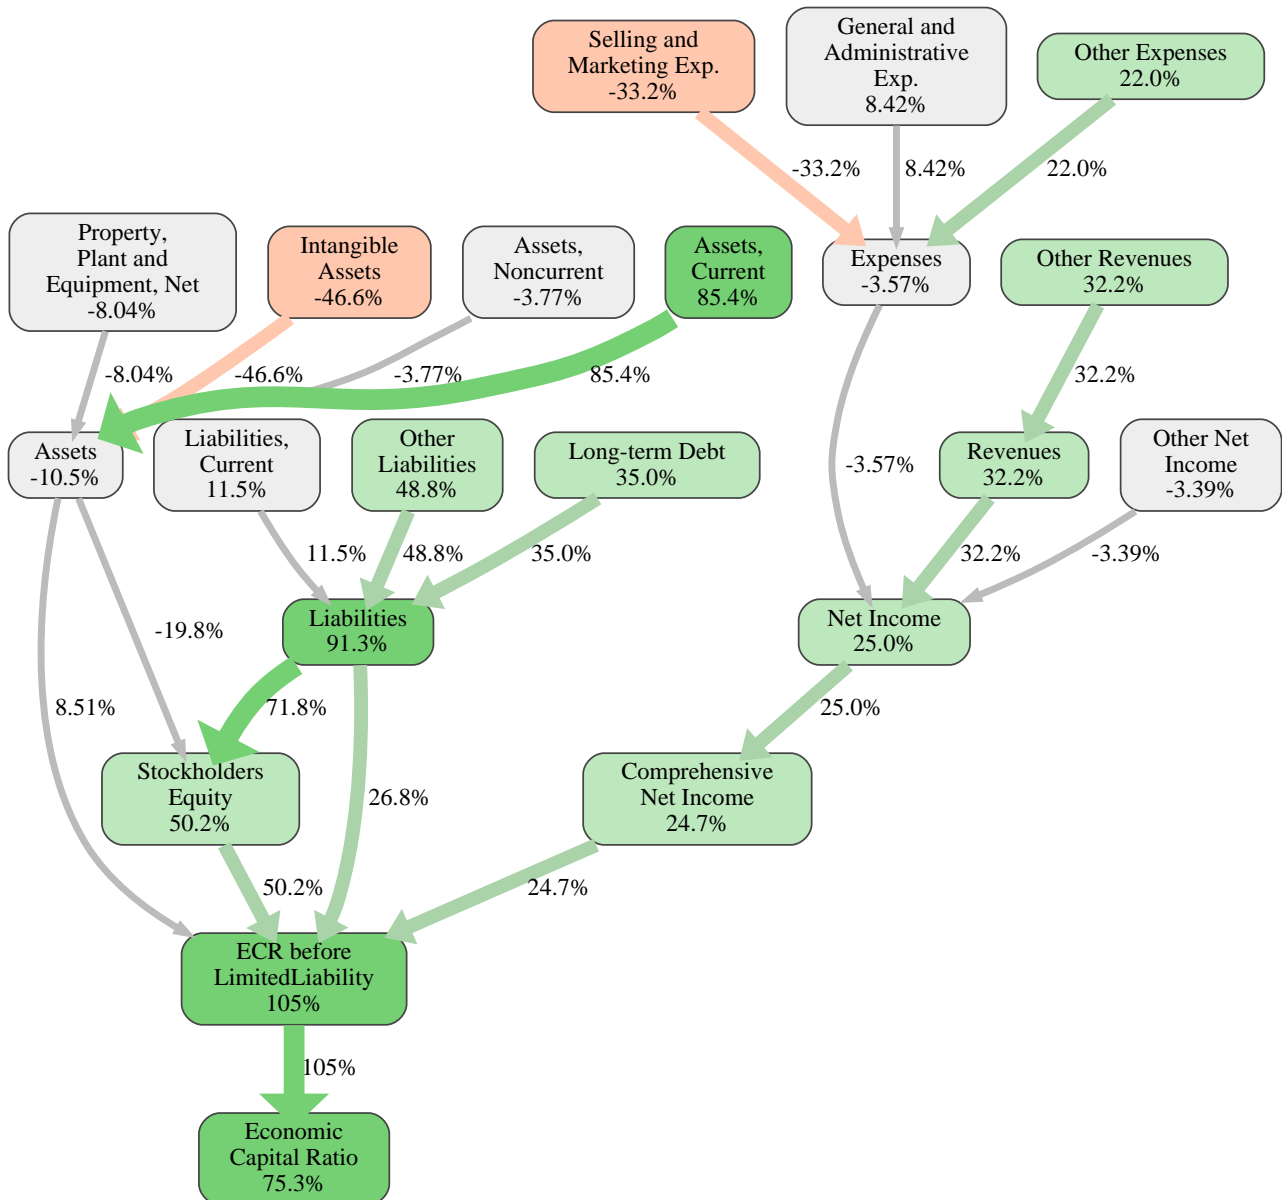 Selling and
Marketing Exp.
-33.2%
General and
Administrative
Exp.
8.42%
Other Expenses
22.0%
-33.2%
8.42%
22.0%
Property,
Plant and
Equipment, Net
-8.04%
Intangible
Assets
-46.6%
Assets,
Noncurrent
-3.77%
Assets,
Current
85.4%
Expenses
-3.57%
Other Revenues
32.2%
-8.04%
-46.6%
-3.77%
85.4%
32.2%
Assets
-10.5%
Liabilities,
Current
11.5%
Other
Liabilities
48.8%
Long-term Debt
35.0%
-3.57%
Revenues
32.2%
Other Net
Income
-3.39%
11.5%
48.8%
35.0%
32.2%
-3.39%
-19.8%
Liabilities
91.3%
Net Income
25.0%
8.51%
71.8%
25.0%
Stockholders
Equity
50.2%
26.8%
Comprehensive
Net Income
24.7%
50.2%
24.7%
ECR before
LimitedLiability
105%
105%
Economic
Capital Ratio
75.3%